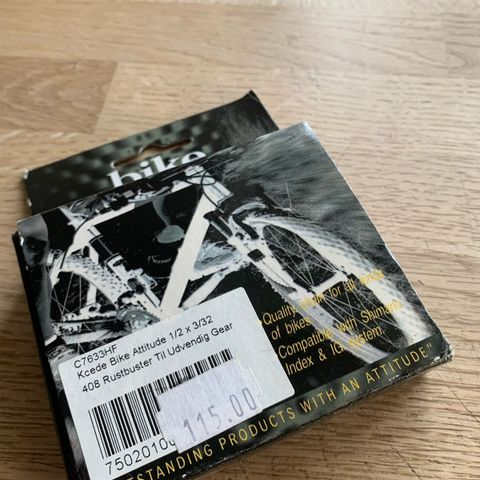 bike
Quality chain for all kinds
of bikes
Compatible with Shimano
Index & IG system.
C7633HF
Kcede Bike Attitude 1/2 x 3/32
408 Rustbuster Til Udvendig Gear
115.00
OUTSTANDING PRODUCTS WITH AN ATTITUDE"